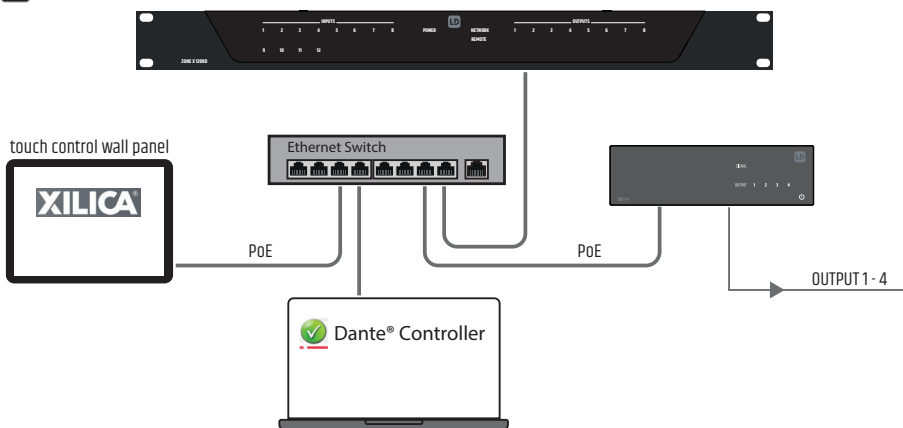 INPUTS
OUTPUTS
LD
1 2 3 4 5 6 7 8
POWER
NETWORK
REMOTE
1 2 3 4 5 6 7 8
9 10 11 12
ZONE X 1208D
touch control wall panel
XILICA®
Ethernet Switch
LD
SIGNAL
OUTPUT 1 2 3 4
PoE
PoE
OUTPUT 1 - 4
Dante® Controller